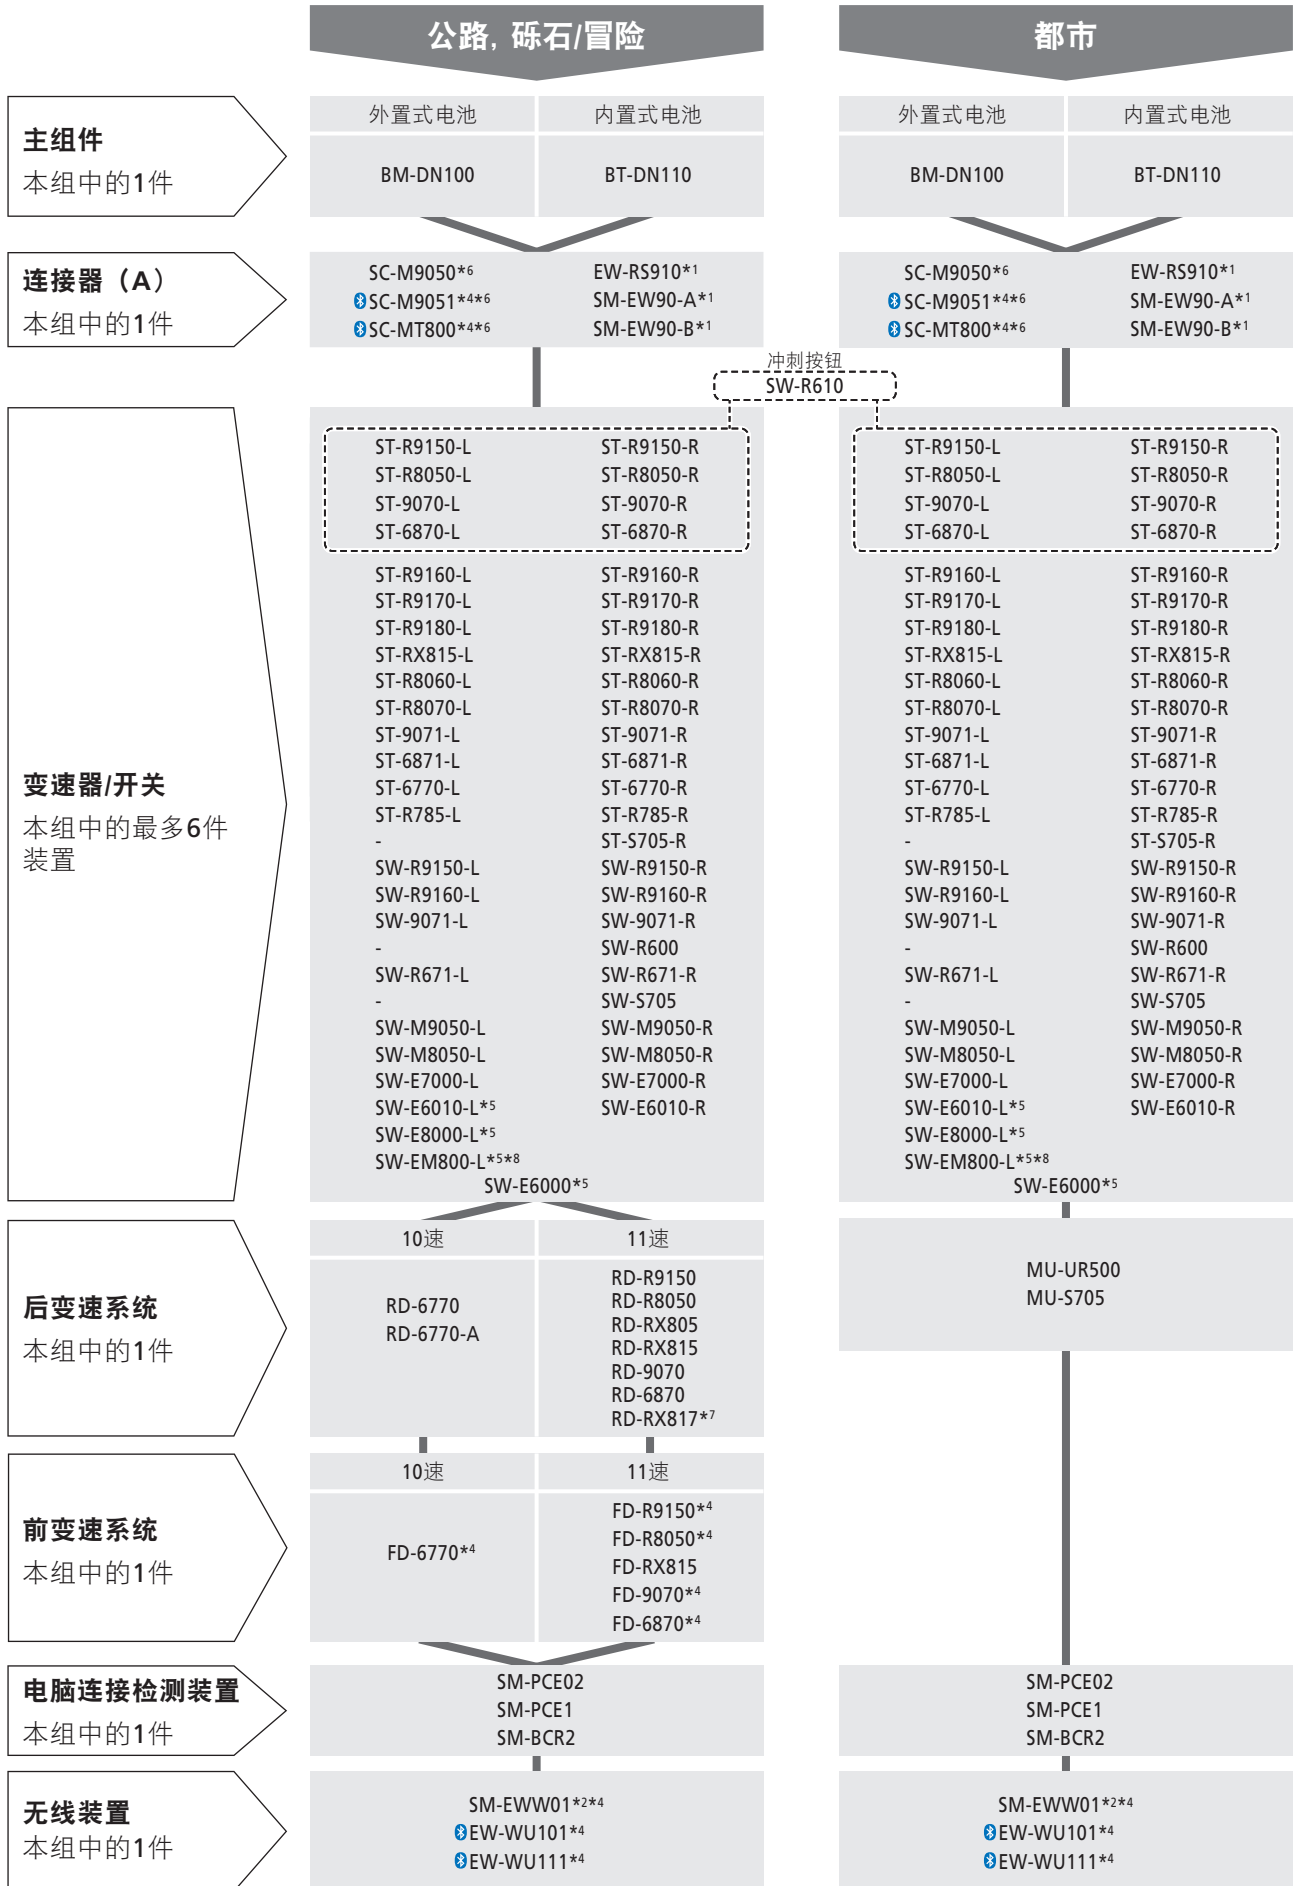 公路, 砾石/冒险
都市
主组件
本组中的1件
外置式电池 内置式电池
BM-DN100 BT-DN110
外置式电池 内置式电池
BM-DN100 BT-DN110
连接器（A）
本组中的1件
SC-M9050*6 EW-RS910*1
SC-M9051*4*6 SM-EW90-A*1
SC-MT800*4*6 SM-EW90-B*1
SC-M9050*6 EW-RS910*1
SC-M9051*4*6 SM-EW90-A*1
SC-MT800*4*6 SM-EW90-B*1
冲刺按钮
SW-R610
变速器/开关
本组中的最多6件
装置
ST-R9150-L ST-R9150-R
ST-R8050-L ST-R8050-R
ST-9070-L ST-9070-R
ST-6870-L ST-6870-R
ST-R9160-L ST-R9160-R
ST-R9170-L ST-R9170-R
ST-R9180-L ST-R9180-R
ST-RX815-L ST-RX815-R
ST-R8060-L ST-R8060-R
ST-R8070-L ST-R8070-R
ST-9071-L ST-9071-R
ST-6871-L ST-6871-R
ST-6770-L ST-6770-R
ST-R785-L ST-R785-R
- ST-S705-R
SW-R9150-L SW-R9150-R
SW-R9160-L SW-R9160-R
SW-9071-L SW-9071-R
- SW-R600
SW-R671-L SW-R671-R
- SW-S705
SW-M9050-L SW-M9050-R
SW-M8050-L SW-M8050-R
SW-E7000-L SW-E7000-R
SW-E6010-L*5 SW-E6010-R
SW-E8000-L*5
SW-EM800-L*5*8
SW-E6000*5
ST-R9150-L ST-R9150-R
ST-R8050-L ST-R8050-R
ST-9070-L ST-9070-R
ST-6870-L ST-6870-R
ST-R9160-L ST-R9160-R
ST-R9170-L ST-R9170-R
ST-R9180-L ST-R9180-R
ST-RX815-L ST-RX815-R
ST-R8060-L ST-R8060-R
ST-R8070-L ST-R8070-R
ST-9071-L ST-9071-R
ST-6871-L ST-6871-R
ST-6770-L ST-6770-R
ST-R785-L ST-R785-R
- ST-S705-R
SW-R9150-L SW-R9150-R
SW-R9160-L SW-R9160-R
SW-9071-L SW-9071-R
- SW-R600
SW-R671-L SW-R671-R
- SW-S705
SW-M9050-L SW-M9050-R
SW-M8050-L SW-M8050-R
SW-E7000-L SW-E7000-R
SW-E6010-L*5 SW-E6010-R
SW-E8000-L*5
SW-EM800-L*5*8
SW-E6000*5
后变速系统
本组中的1件
10速
RD-6770
RD-6770-A
11速
RD-R9150
RD-R8050
RD-RX805
RD-RX815
RD-9070
RD-6870
RD-RX817*7
MU-UR500
MU-S705
前变速系统
本组中的1件
10速
FD-6770*4
11速
FD-R9150*4
FD-R8050*4
FD-RX815
FD-9070*4
FD-6870*4
电脑连接检测装置
本组中的1件
SM-PCE02
SM-PCE1
SM-BCR2
SM-PCE02
SM-PCE1
SM-BCR2
无线装置
本组中的1件
SM-EWW01*2*4
EW-WU101*4
EW-WU111*4
SM-EWW01*2*4
EW-WU101*4
EW-WU111*4